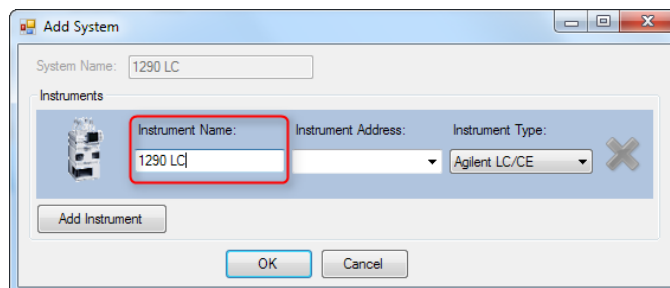 Add System
System Name: 1290 LC
Instruments
Instrument Name: Instrument Address: Instrument Type:
1290 LC Agilent LC/CE
Add Instrument
OK Cancel